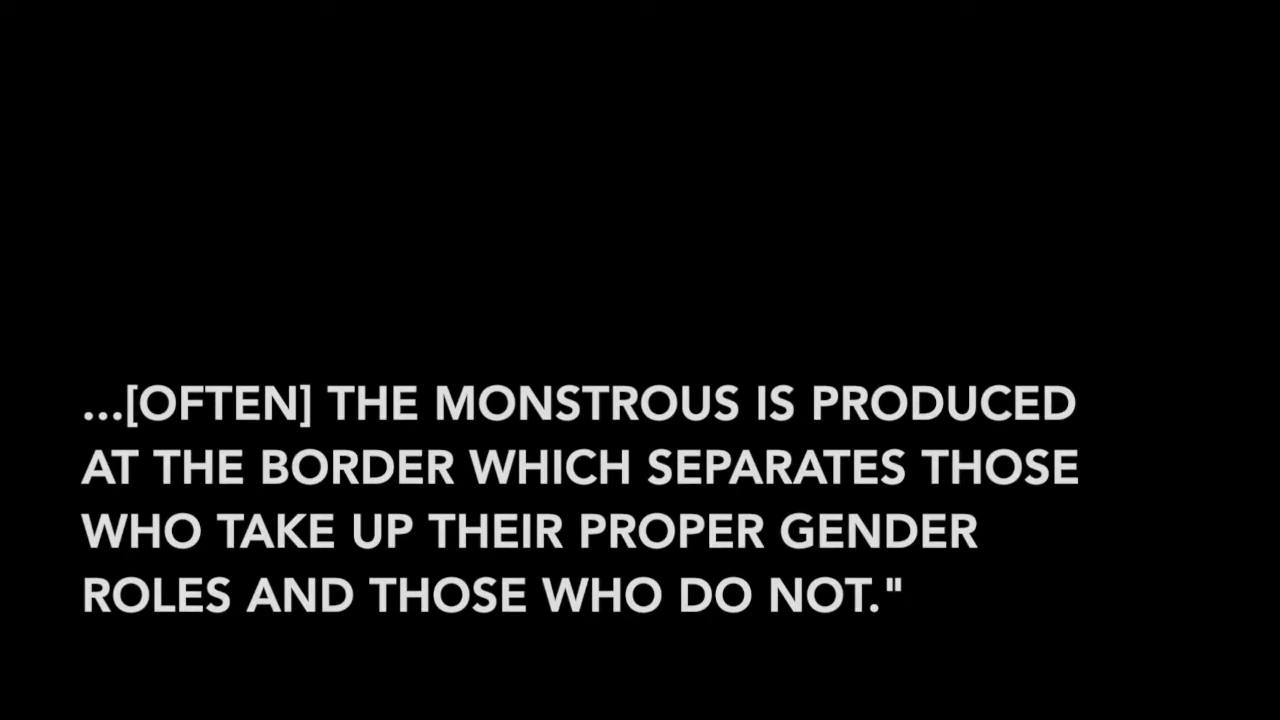 ...[OFTEN] THE MONSTROUS IS PRODUCED
AT THE BORDER WHICH SEPARATES THOSE
WHO TAKE UP THEIR PROPER GENDER
ROLES AND THOSE WHO DO NOT."